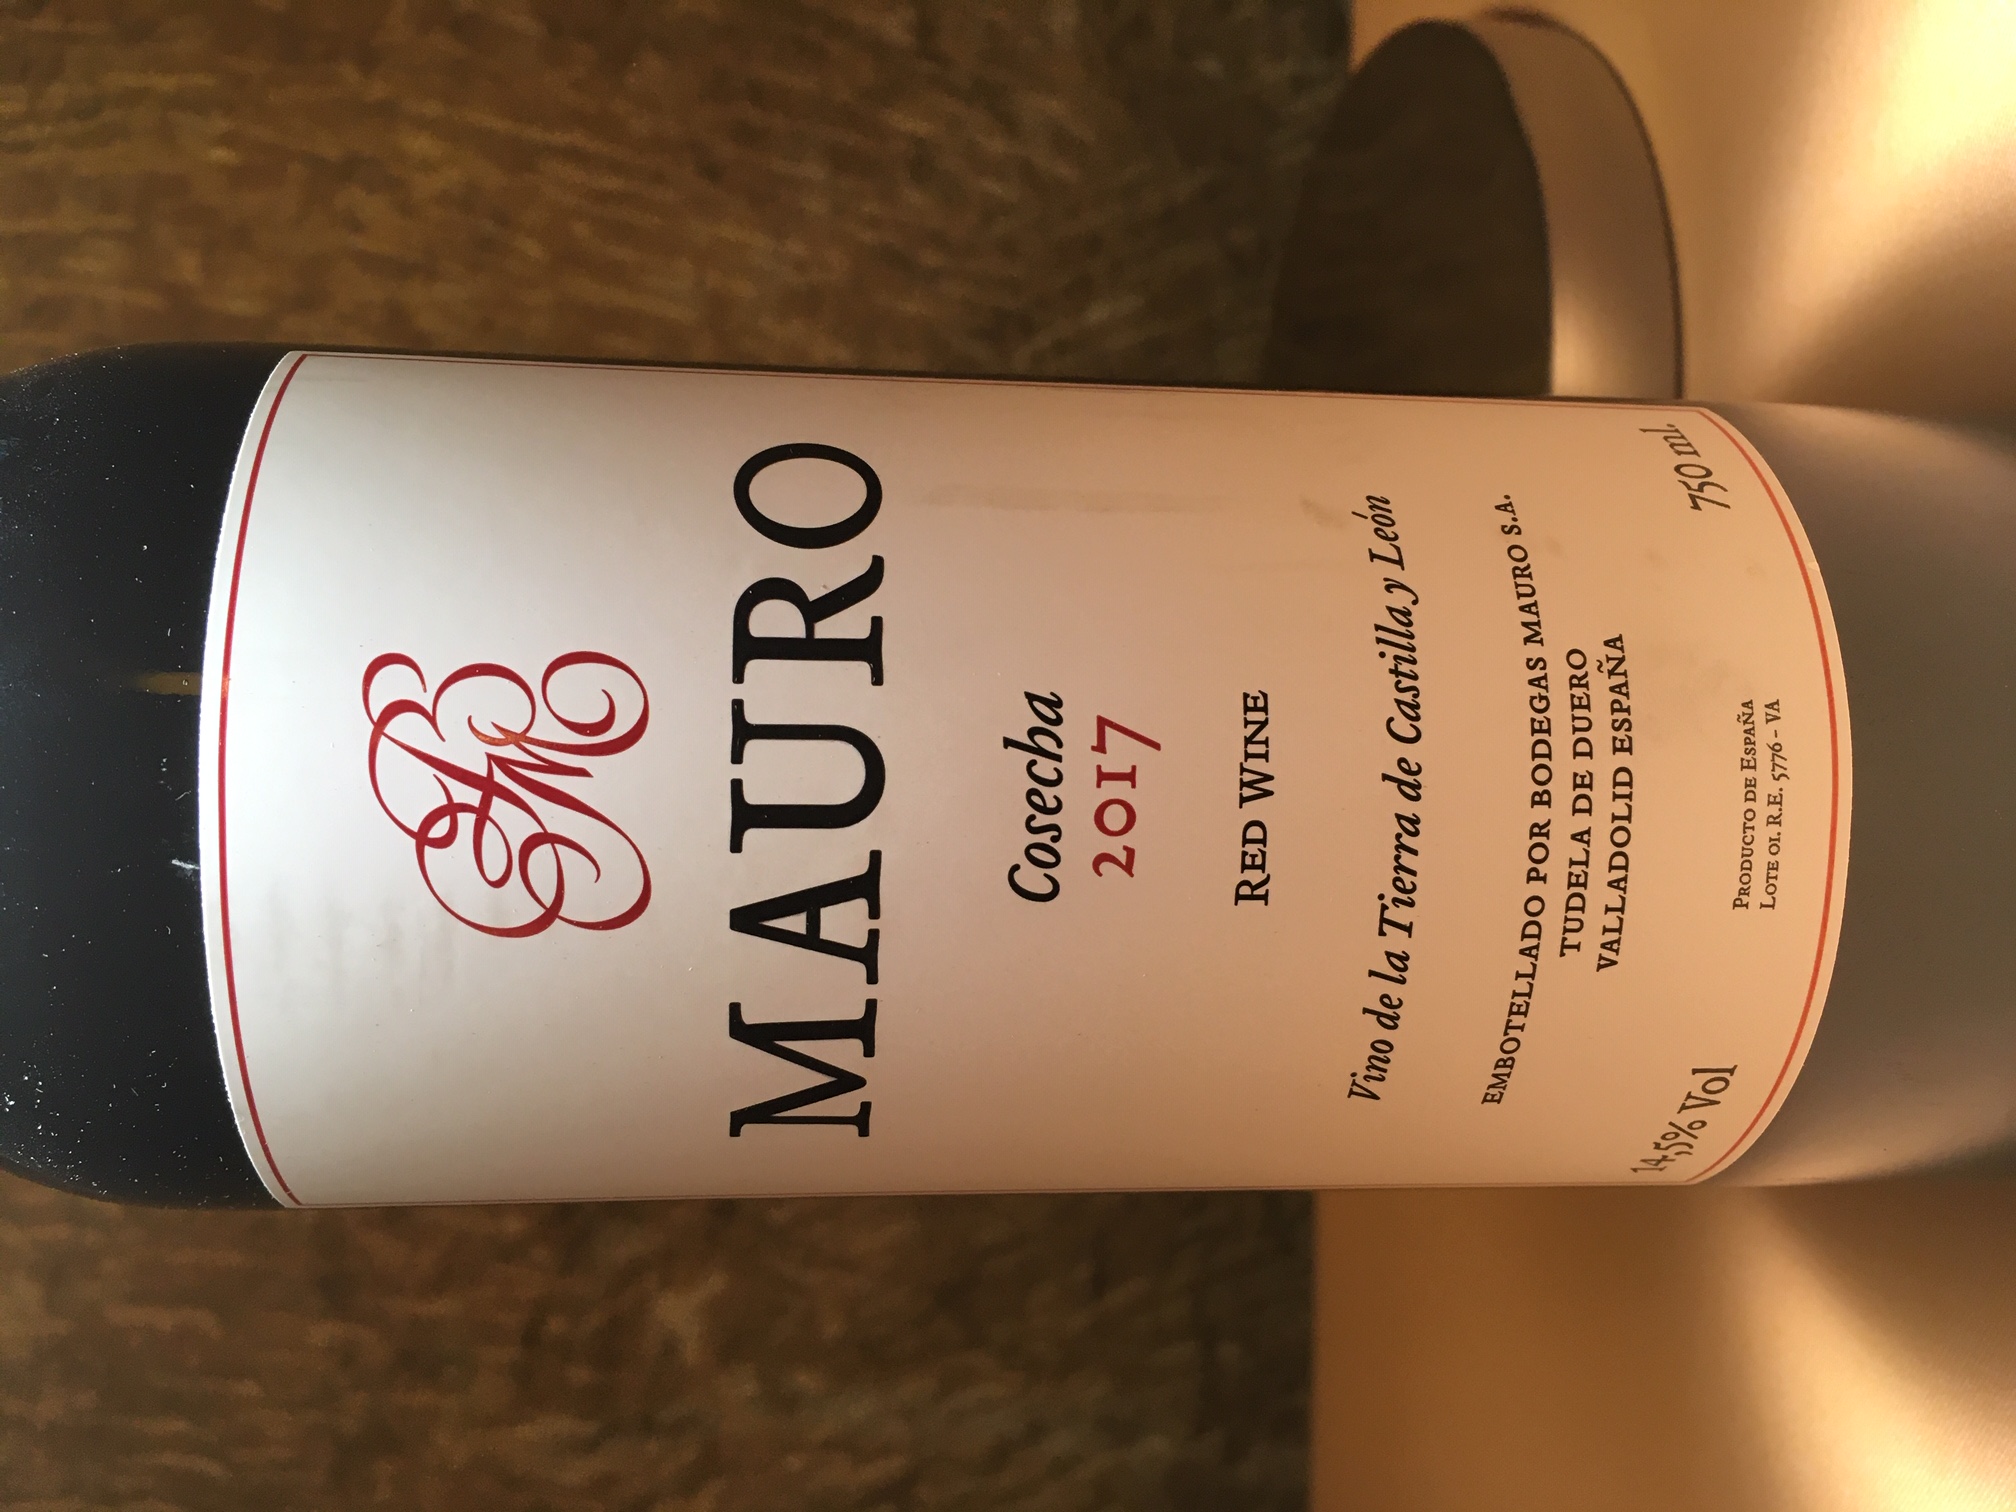 MAURO
Cosecha
2017
RED WINE
Vino de la Tierra de Castilla y León
EMBOTELLADO POR BODEGAS MAURO S.A.
TUDELA DE DUERO
VALLADOLID ESPAÑA
14,5% Vol
PRODUCTO DE ESPAÑA
LOTE 01. R.E. 5776 - VA
750 ml.